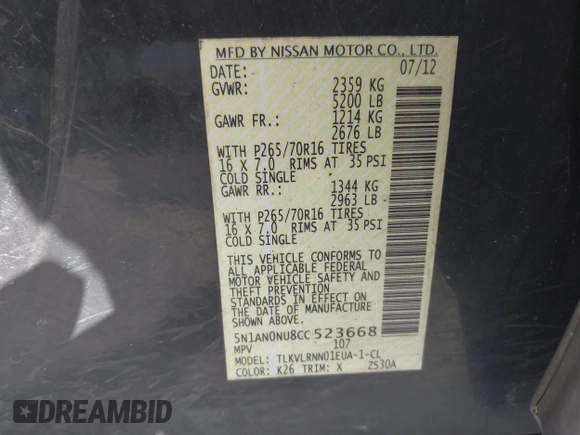 MFD BY NISSAN MOTOR CO., LTD.
DATE: 07/12
GVWR: 2359 KG
5200 LB
GAWR FR.: 1214 KG
2676 LB
WITH P265/70R16 TIRES
16 X 7.0 RIMS AT 35 PSI
COLD SINGLE
GAWR RR.: 1344 KG
2963 LB
WITH P265/70R16 TIRES
16 X 7.0 RIMS AT 35 PSI
COLD SINGLE
THIS VEHICLE CONFORMS TO
ALL APPLICABLE FEDERAL
MOTOR VEHICLE SAFETY AND
THEFT PREVENTION
STANDARDS IN EFFECT ON
THE DATE OF MANUFACTURE
SHOWN ABOVE.
5N1AN0NU8CC523668
MPV 107
MODEL: TLKVLRNN01EUA-1-CL
COLOR: K26 TRIM: X 2S30A
AUTOBIDMASTER